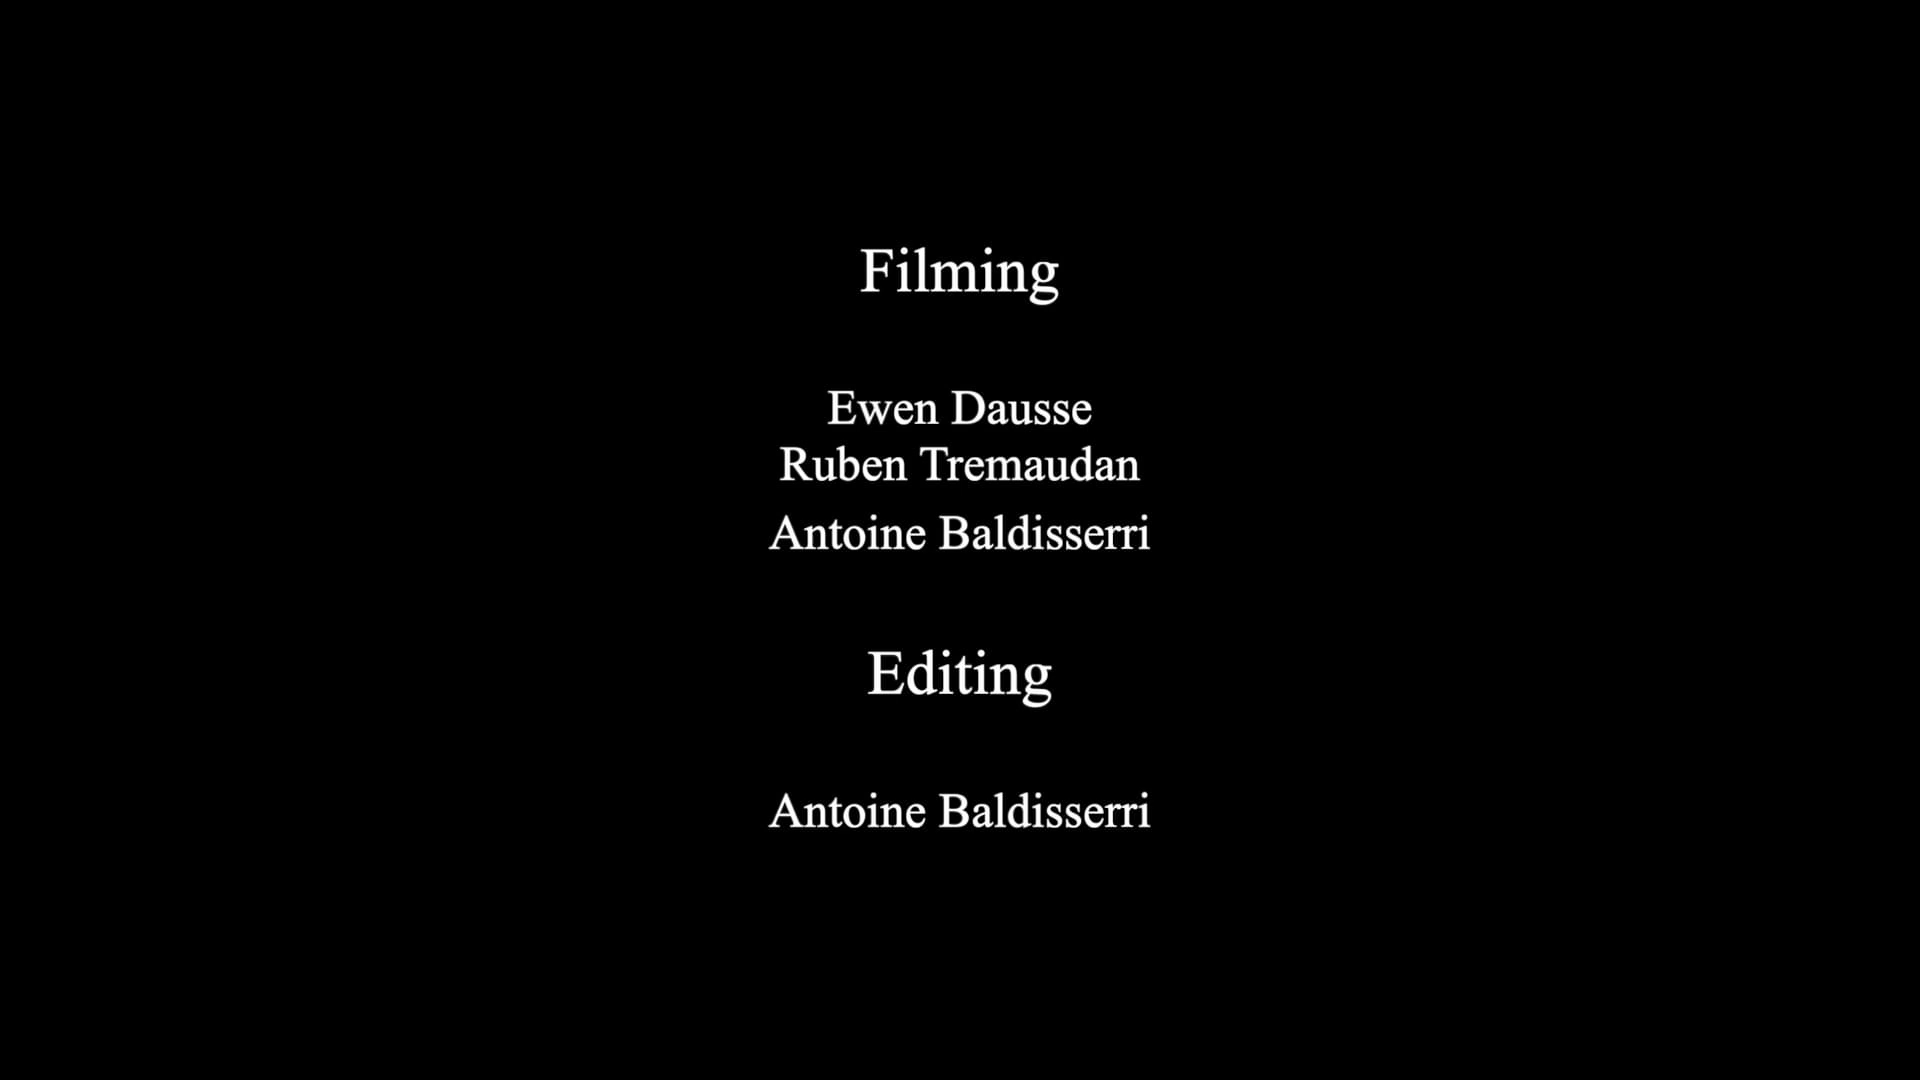 Filming
Ewen Dausse
Ruben Tremaudan
Antoine Baldisserri
Editing
Antoine Baldisserri